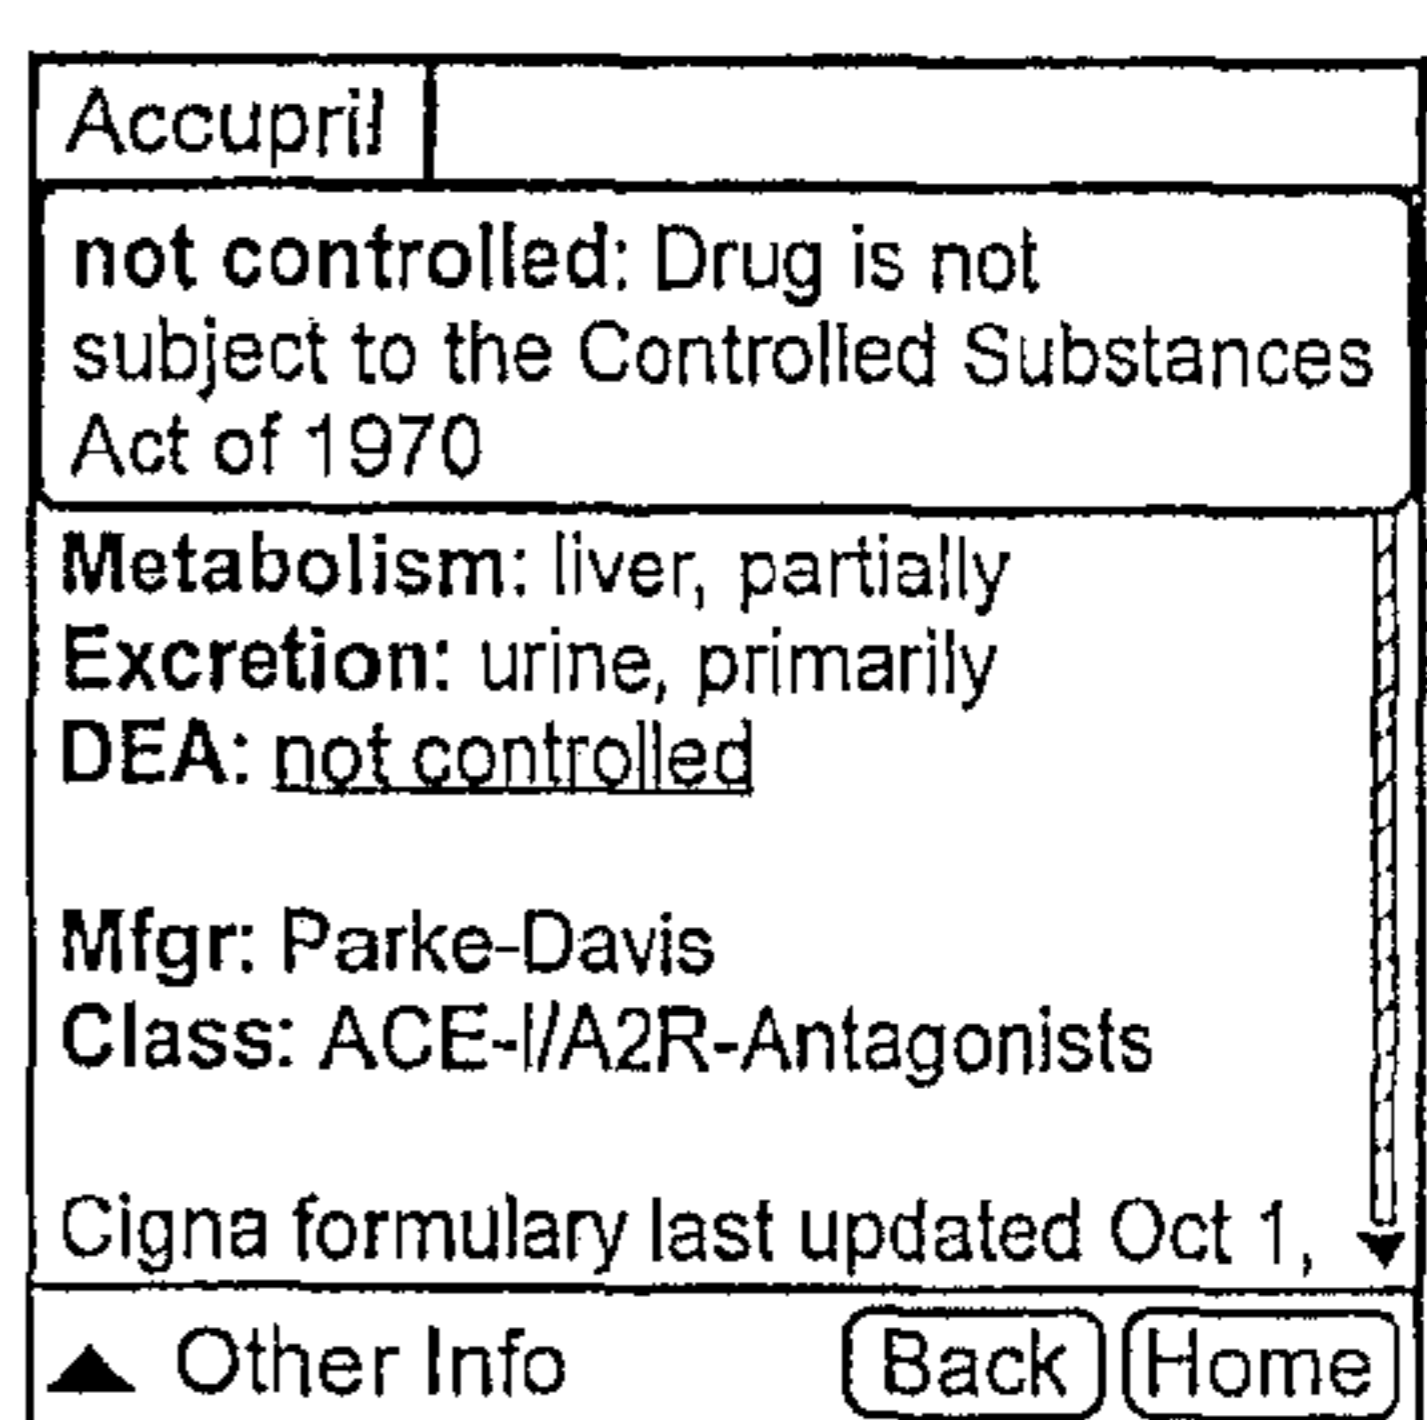 Accupril
not controlled: Drug is not
subject to the Controlled Substances
Act of 1970
Metabolism: liver, partially
Excretion: urine, primarily
DEA: not controlled
Mfgr: Parke-Davis
Class: ACE-I/A2R-Antagonists
Cigna formulary last updated Oct 1,
Other Info Back Home